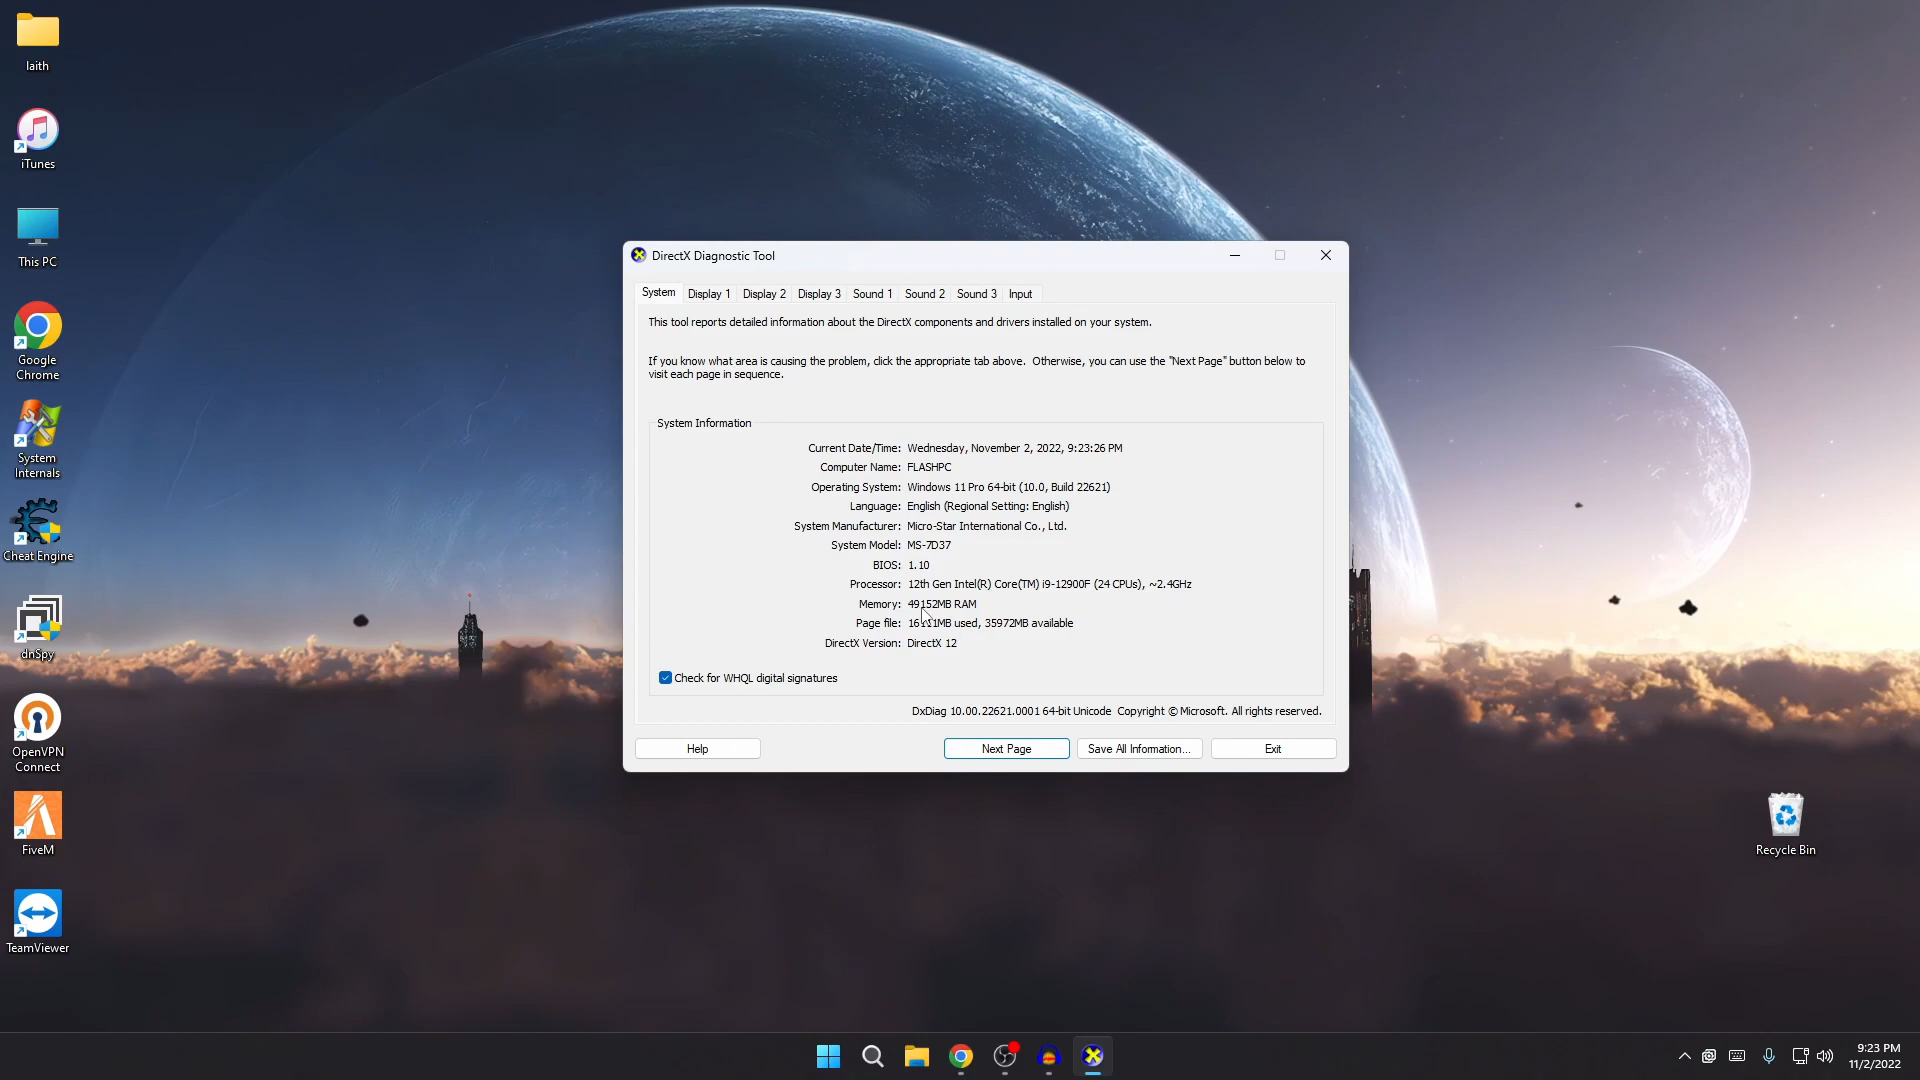 laith
iTunes
This PC
Google
Chrome
System
Internals
Cheat Engine
dnSpy
OpenVPN
Connect
FiveM
TeamViewer
DirectX Diagnostic Tool
System Display 1 Display 2 Display 3 Sound 1 Sound 2 Sound 3 Input
This tool reports detailed information about the DirectX components and drivers installed on your system.
If you know what area is causing the problem, click the appropriate tab above. Otherwise, you can use the "Next Page" button below to
visit each page in sequence.
System Information
Current Date/Time: Wednesday, November 2, 2022, 9:23:26 PM
Computer Name: FLASHPC
Operating System: Windows 11 Pro 64-bit (10.0, Build 22621)
Language: English (Regional Setting: English)
System Manufacturer: Micro-Star International Co., Ltd.
System Model: MS-7D37
BIOS: 1.10
Processor: 12th Gen Intel(R) Core(TM) i9-12900F (24 CPUs), ~2.4GHz
Memory: 49152MB RAM
Page file: used, 35972MB available
DirectX Version: DirectX 12
Check for WHQL digital signatures
DxDiag 10.00.22621.0001 64-bit Unicode Copyright © Microsoft. All rights reserved.
Help Next Page Save All Information... Exit
Recycle Bin
9:23 PM
11/2/2022